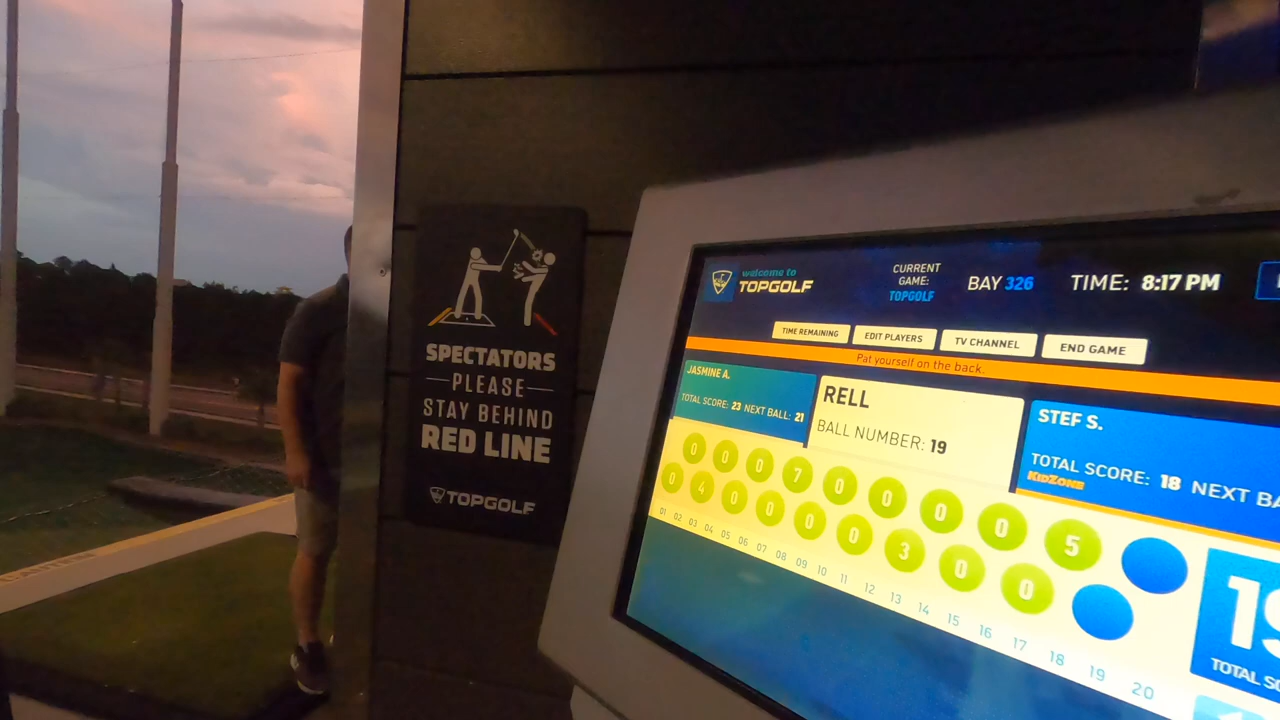 SPECTATORS
PLEASE
STAY BEHIND
RED LINE
TOPGOLF
welcome to
TOPGOLF
CURRENT
GAME:
TOPGOLF
BAY 326
TIME: 8:17 PM
TIME REMAINING
EDIT PLAYERS
TV CHANNEL
END GAME
Pat yourself on the back.
JASMINE A.
TOTAL SCORE: 23 NEXT BALL: 21
RELL
BALL NUMBER: 19
STEF S.
TOTAL SCORE: 18 NEXT BA
KIDZONE
0 0 0 7 0 0 0 0 5
0 4 0 0 0 0 3 0 0
01 02 03 04 05 06 07 08 09 10 11 12 13 14 15 16 17 18 19 20
19
TOTAL SC